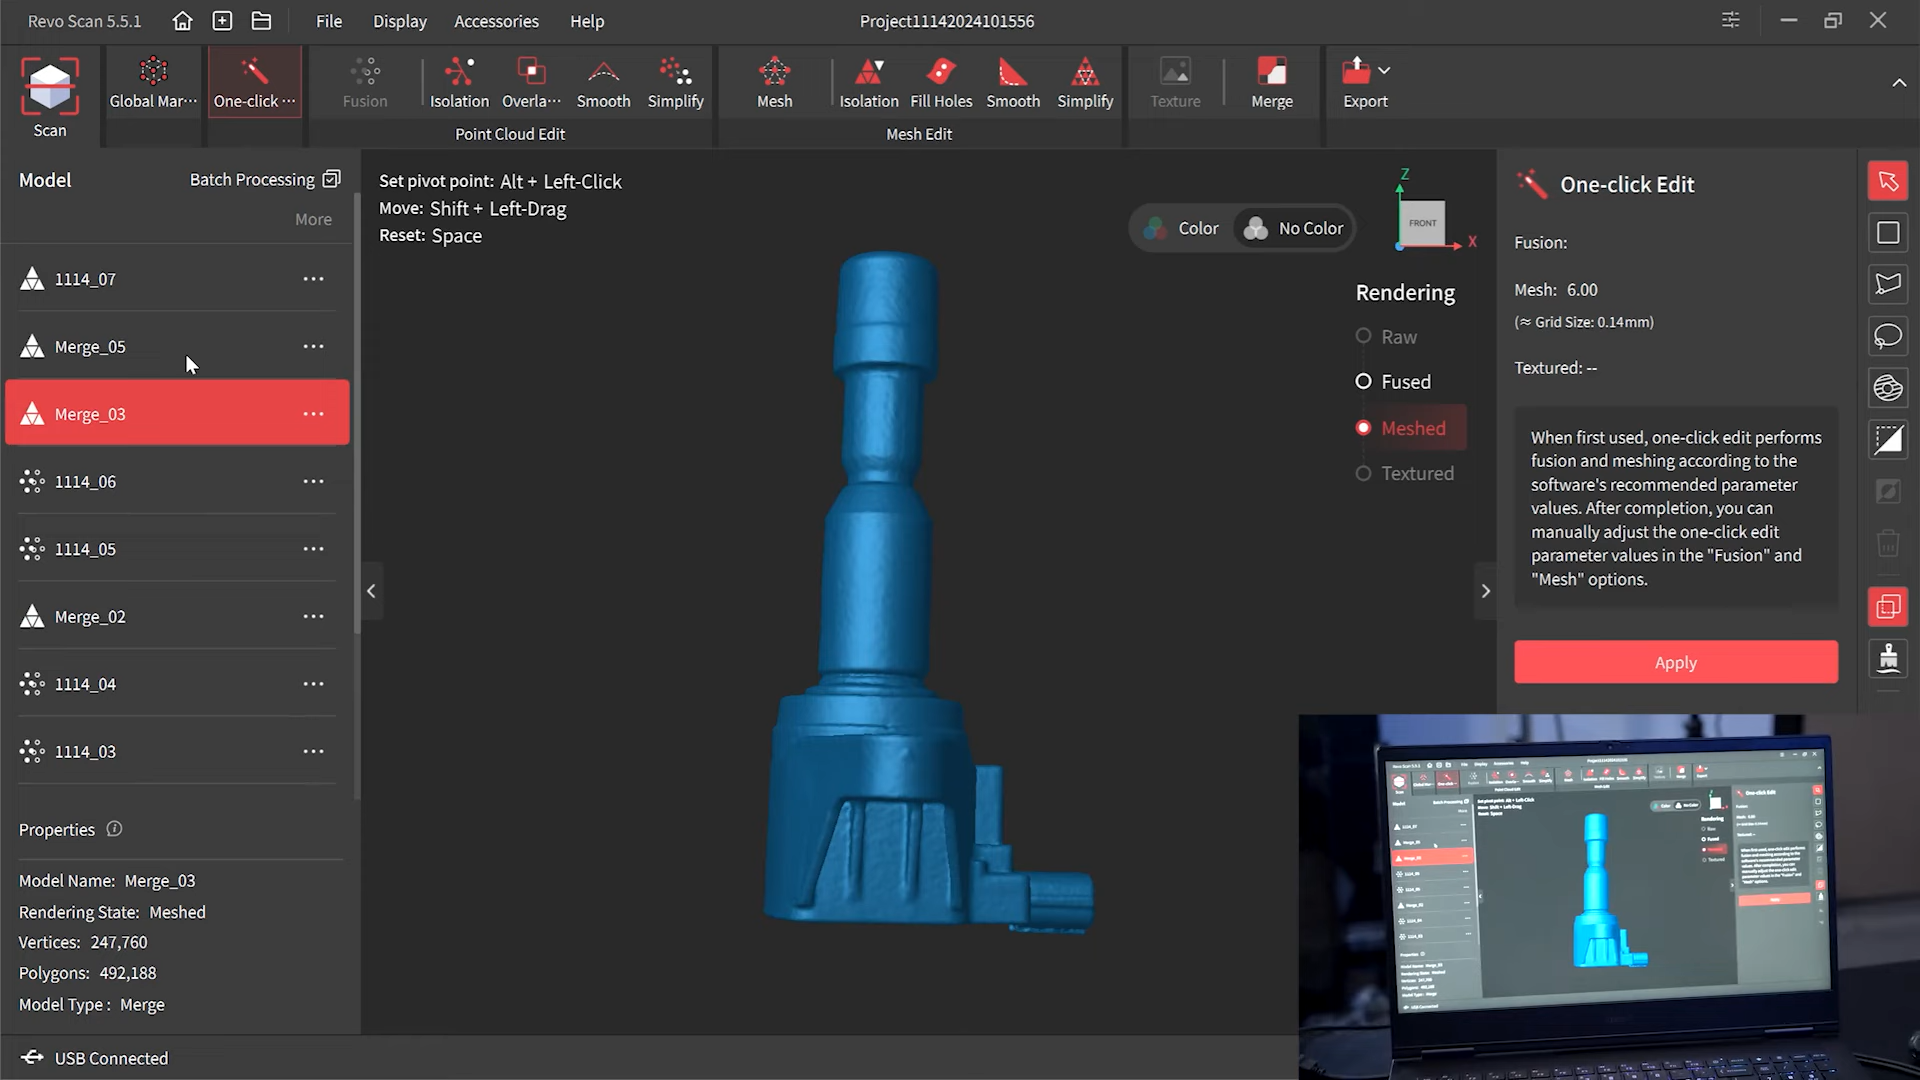 Revo Scan 5.5.1
File
Display
Accessories
Help
Project11142024101556
Scan
Global Mar···
One-click ···
Fusion
Isolation
Overla···
Smooth
Simplify
Point Cloud Edit
Mesh
Isolation
Fill Holes
Smooth
Simplify
Mesh Edit
Texture
Merge
Export
Model
Batch Processing
More
1114_07
Merge_05
Merge_03
1114_06
1114_05
Merge_02
1114_04
1114_03
Properties
Model Name: Merge_03
Rendering State: Meshed
Vertices: 247,760
Polygons: 492,188
Model Type : Merge
USB Connected
Set pivot point: Alt + Left-Click
Move: Shift + Left-Drag
Reset: Space
Color
No Color
Z
FRONT
X
Rendering
Raw
Fused
Meshed
Textured
One-click Edit
Fusion:
Mesh: 6.00
(≈ Grid Size: 0.14mm)
Textured: --
When first used, one-click edit performs
fusion and meshing according to the
software's recommended parameter
values. After completion, you can
manually adjust the one-click edit
parameter values in the "Fusion" and
"Mesh" options.
Apply